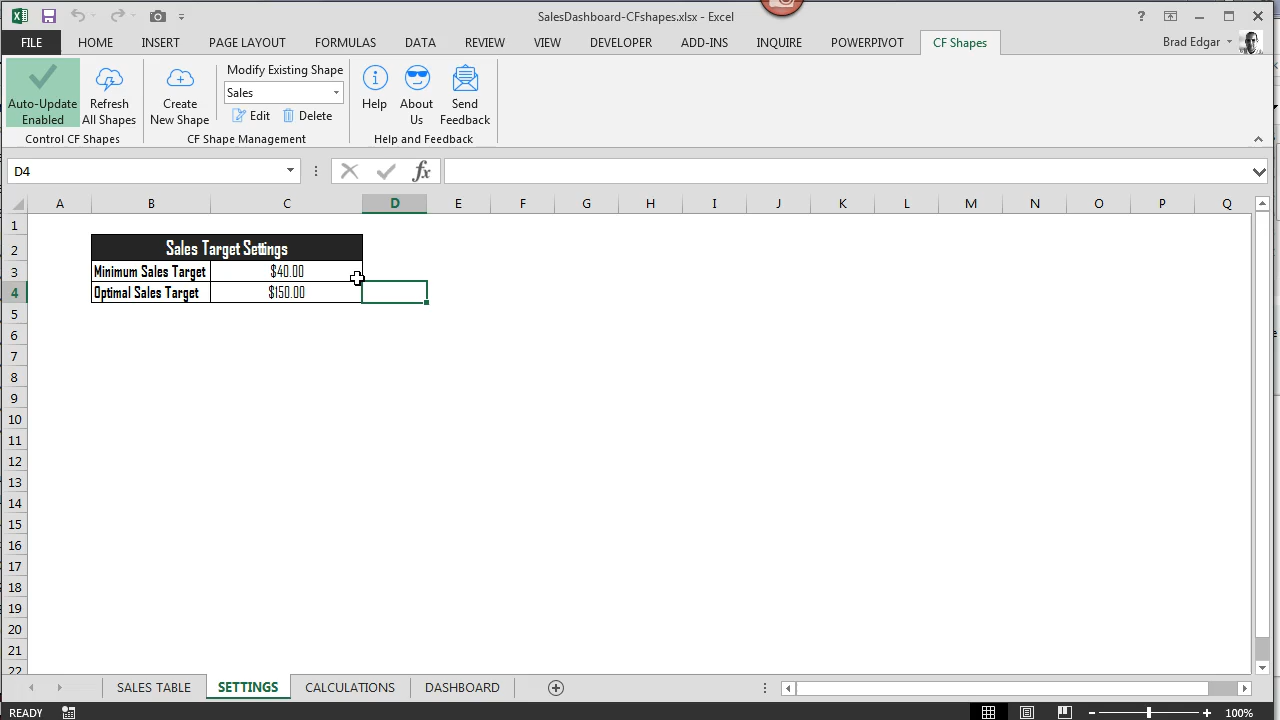 SalesDashboard-CFshapes.xlsx - Excel
?
FILE HOME INSERT PAGE LAYOUT FORMULAS DATA REVIEW VIEW DEVELOPER ADD-INS INQUIRE POWERPIVOT CF Shapes Brad Edgar
Auto-Update Enabled
Refresh All Shapes
Control CF Shapes
Create New Shape
Modify Existing Shape
Sales
Edit Delete
CF Shape Management
Help
About Us
Send Feedback
Help and Feedback
D4
fx
A B C D E F G H I J K L M N O P Q
1
2 Sales Target Settings
3 Minimum Sales Target $40.00
4 Optimal Sales Target $150.00
5
6
7
8
9
10
11
12
13
14
15
16
17
18
19
20
21
22
SALES TABLE SETTINGS CALCULATIONS DASHBOARD
READY 100%